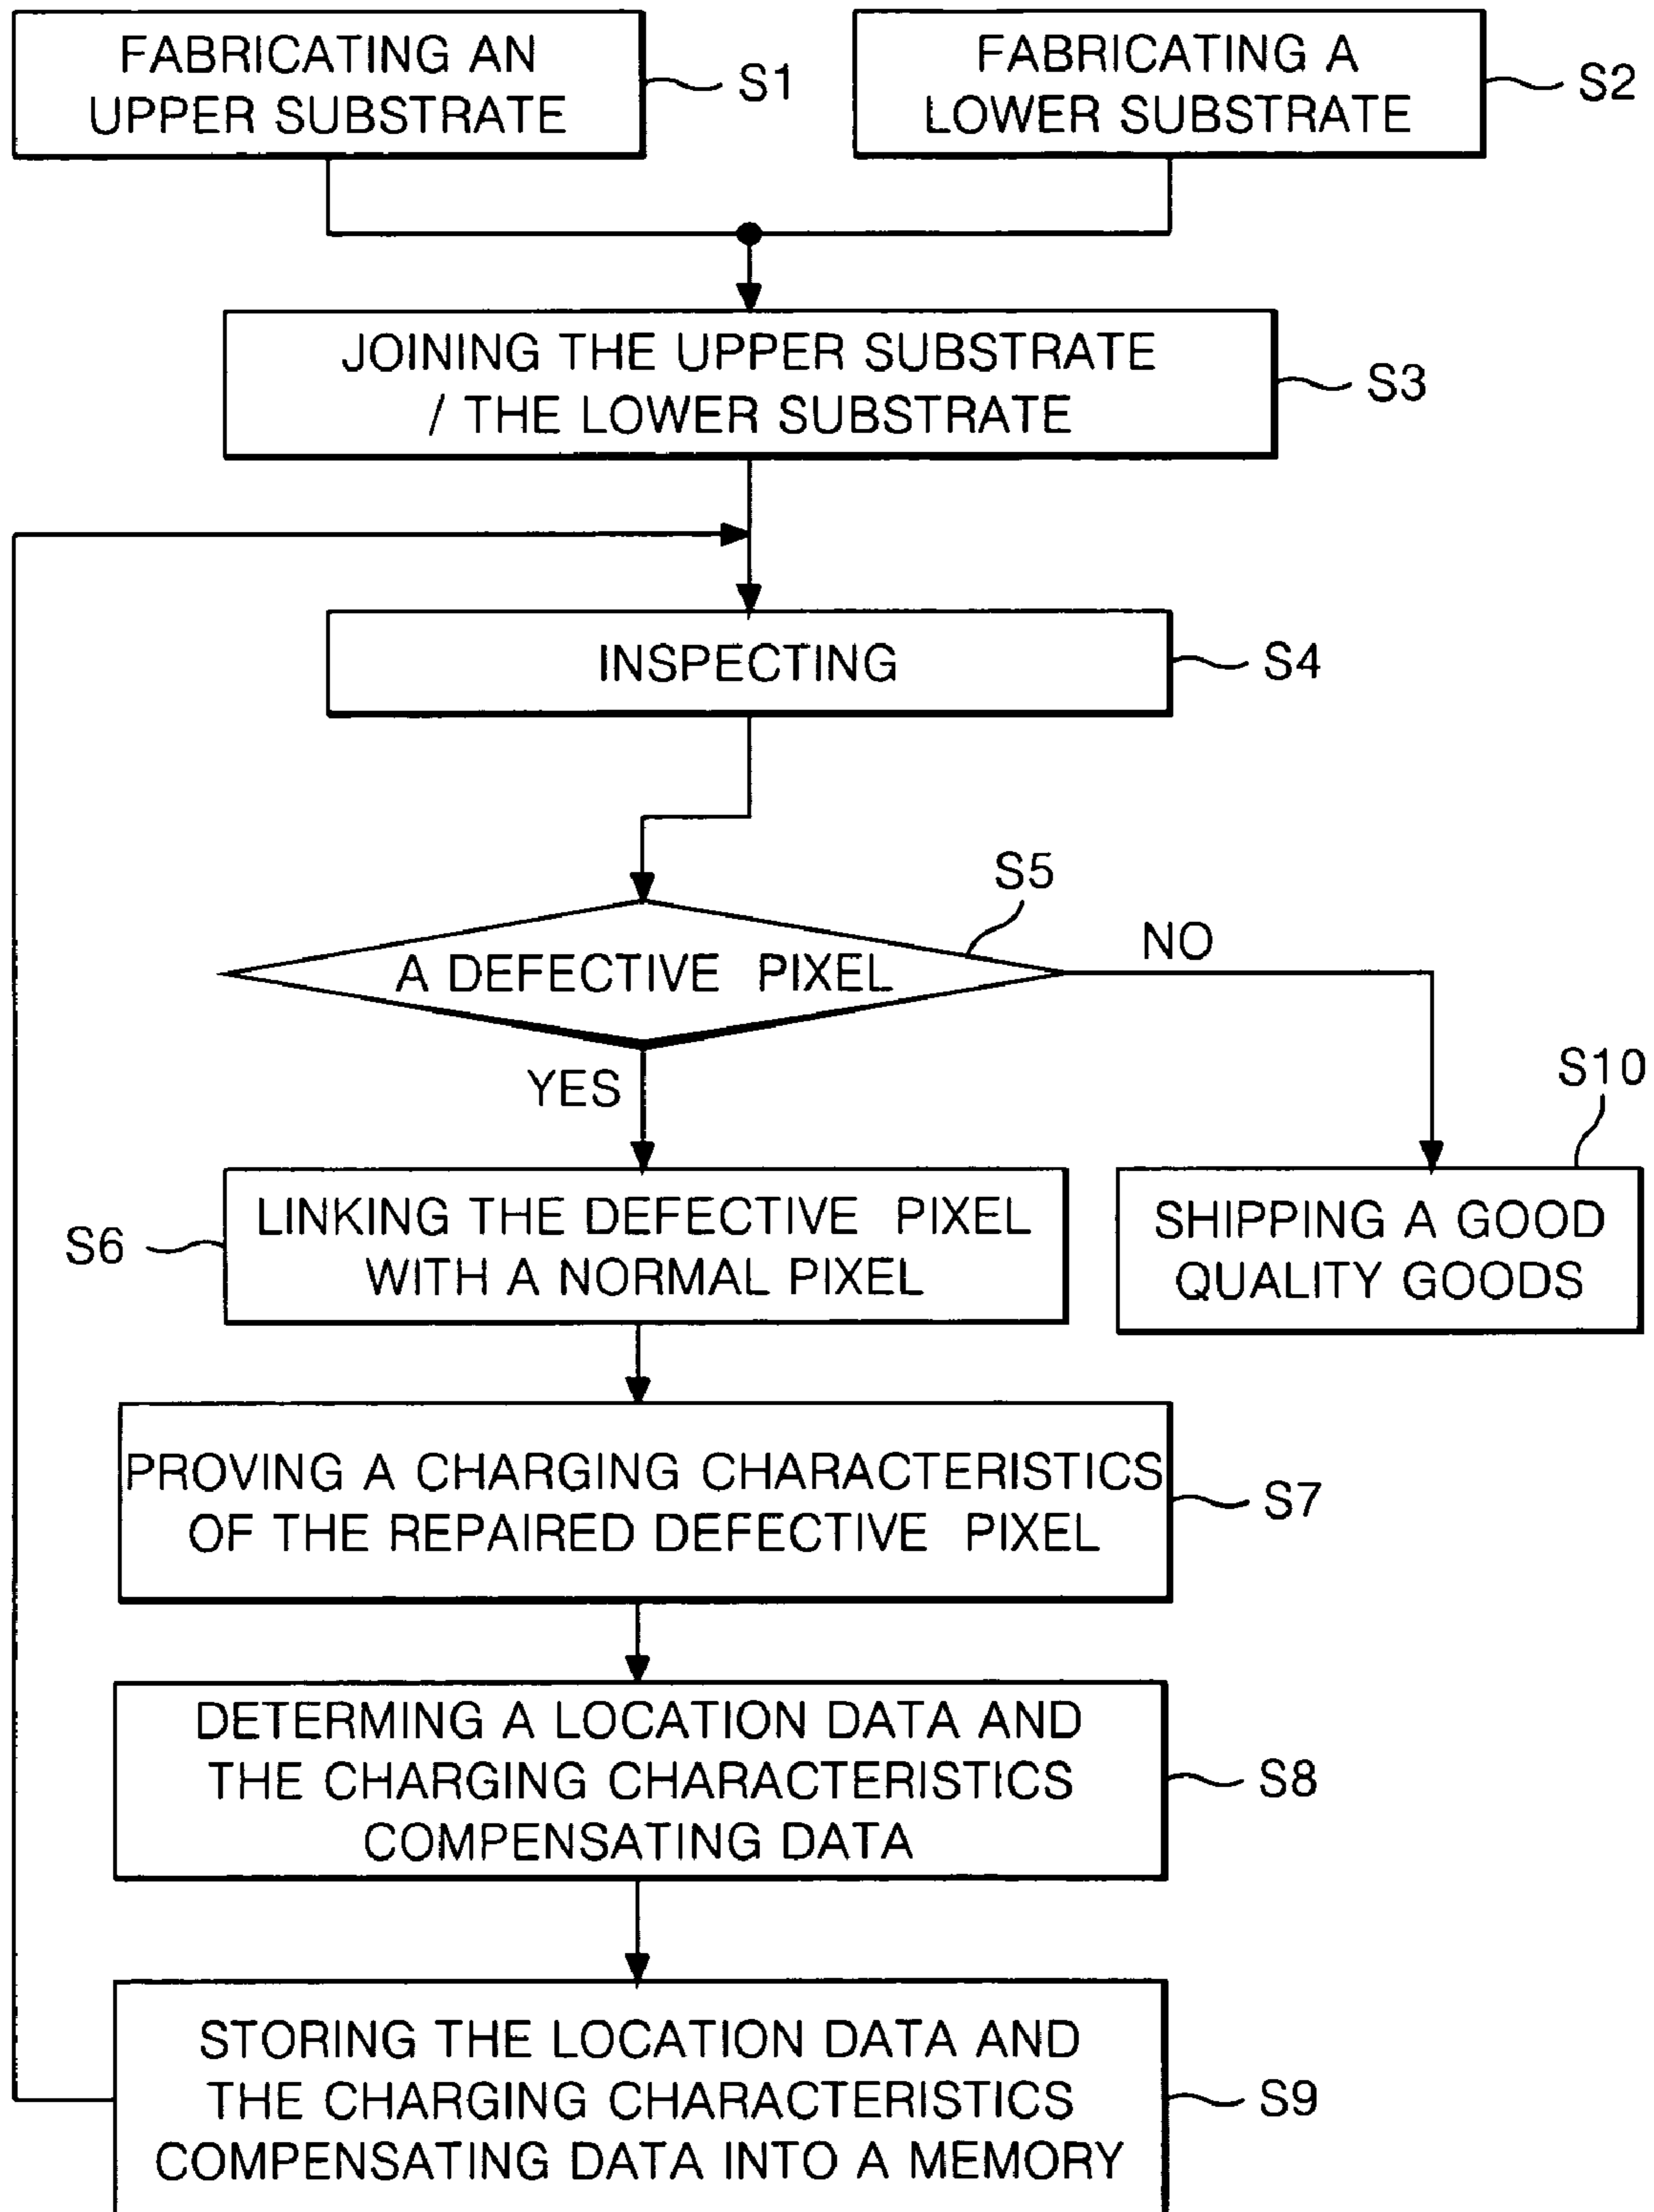 FABRICATING AN
UPPER SUBSTRATE
S1
FABRICATING A
LOWER SUBSTRATE
S2
JOINING THE UPPER SUBSTRATE
/ THE LOWER SUBSTRATE
S3
INSPECTING
S4
S5
A DEFECTIVE PIXEL
NO
YES
S10
S6
LINKING THE DEFECTIVE PIXEL
WITH A NORMAL PIXEL
SHIPPING A GOOD
QUALITY GOODS
PROVING A CHARGING CHARACTERISTICS
OF THE REPAIRED DEFECTIVE PIXEL
S7
DETERMING A LOCATION DATA AND
THE CHARGING CHARACTERISTICS
COMPENSATING DATA
S8
STORING THE LOCATION DATA AND
THE CHARGING CHARACTERISTICS
COMPENSATING DATA INTO A MEMORY
S9